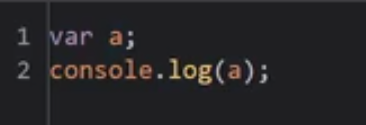 1 var a;
2 console.log(a);